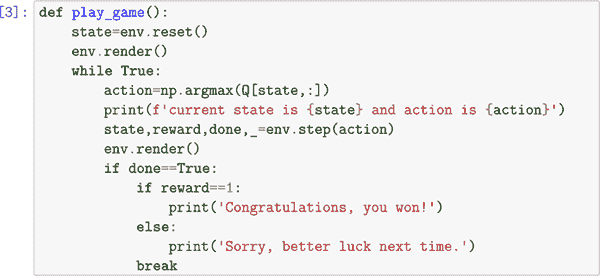 [3]: def play_game():
    state=env.reset()
    env.render()
    while True:
        action=np.argmax(Q[state,:])
        print(f'current state is {state} and action is {action}')
        state,reward,done,_=env.step(action)
        env.render()
        if done==True:
            if reward==1:
                print('Congratulations, you won!')
            else:
                print('Sorry, better luck next time.')
            break